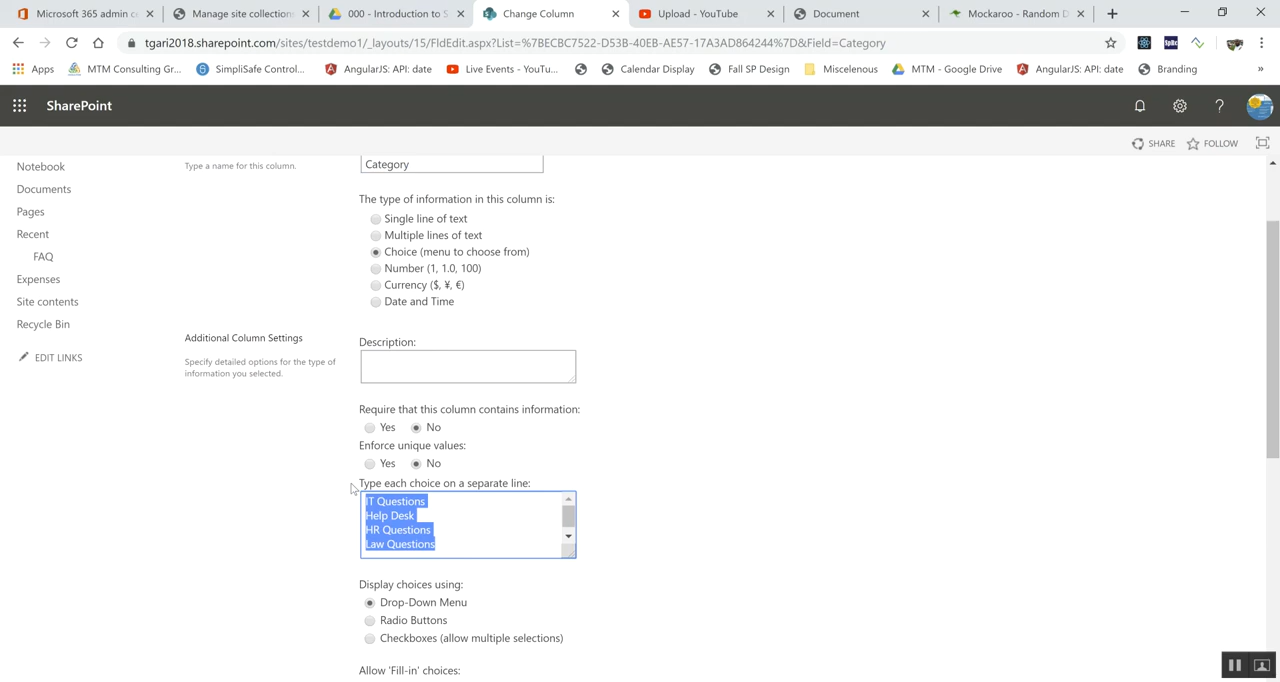 Microsoft 365 admin c
Manage site collections
000 - Introduction to S
Change Column
Upload - YouTube
Document
Mockaroo - Random D
tgari2018.sharepoint.com/sites/testdemo1/_layouts/15/FldEdit.aspx?List=%7BECBC7522-D53B-40EB-AE57-17A3AD864244%7D&Field=Category
Apps
MTM Consulting Gr...
SimpliSafe Control...
AngularJS: API: date
Live Events - YouTu...
Calendar Display
Fall SP Design
Miscelenous
MTM - Google Drive
AngularJS: API: date
Branding
»
SharePoint
?
SHARE
FOLLOW
Notebook
Documents
Pages
Recent
FAQ
Expenses
Site contents
Recycle Bin
EDIT LINKS
Type a name for this column.
Category
The type of information in this column is:
Single line of text
Multiple lines of text
Choice (menu to choose from)
Number (1, 1.0, 100)
Currency ($, ¥, €)
Date and Time
Additional Column Settings
Specify detailed options for the type of
information you selected.
Description:
Require that this column contains information:
Yes No
Enforce unique values:
Yes No
Type each choice on a separate line:
IT Questions
Help Desk
HR Questions
Law Questions
Display choices using:
Drop-Down Menu
Radio Buttons
Checkboxes (allow multiple selections)
Allow 'Fill-in' choices: